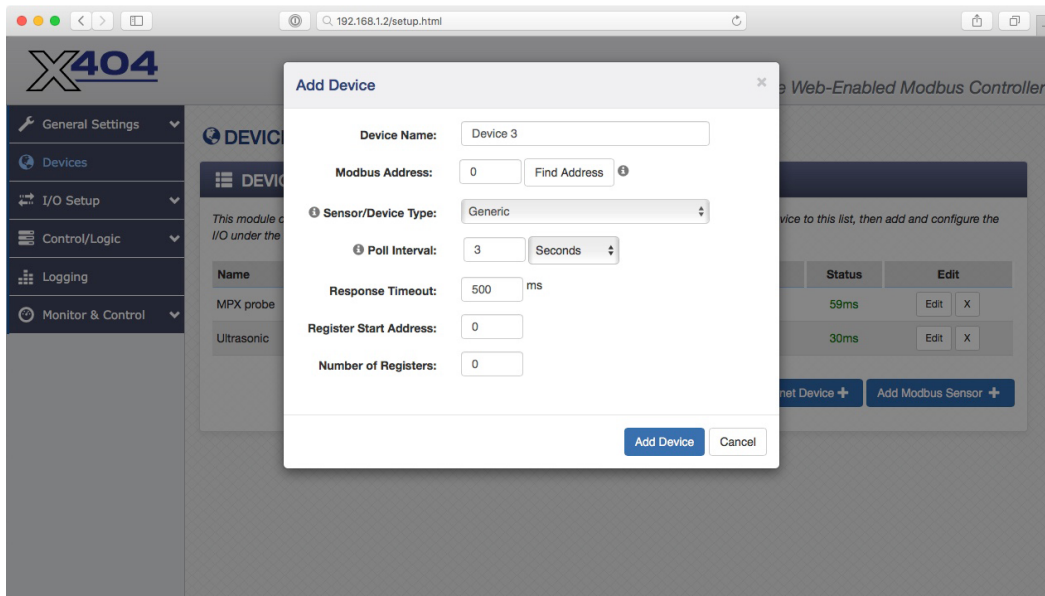 192.168.1.2/setup.html
X404
Web-Enabled Modbus Controller
General Settings
Devices
I/O Setup
Control/Logic
Logging
Monitor & Control
Add Device
×
Device Name:
Device 3
Modbus Address:
0
Find Address
Sensor/Device Type:
Generic
Poll Interval:
3
Seconds
Response Timeout:
500
ms
Register Start Address:
0
Number of Registers:
0
Add Device
Cancel
This module
vice to this list, then add and configure the
I/O under the
Name
Status
Edit
MPX probe
59ms
Edit
X
Ultrasonic
30ms
Edit
X
Device +
Add Modbus Sensor +